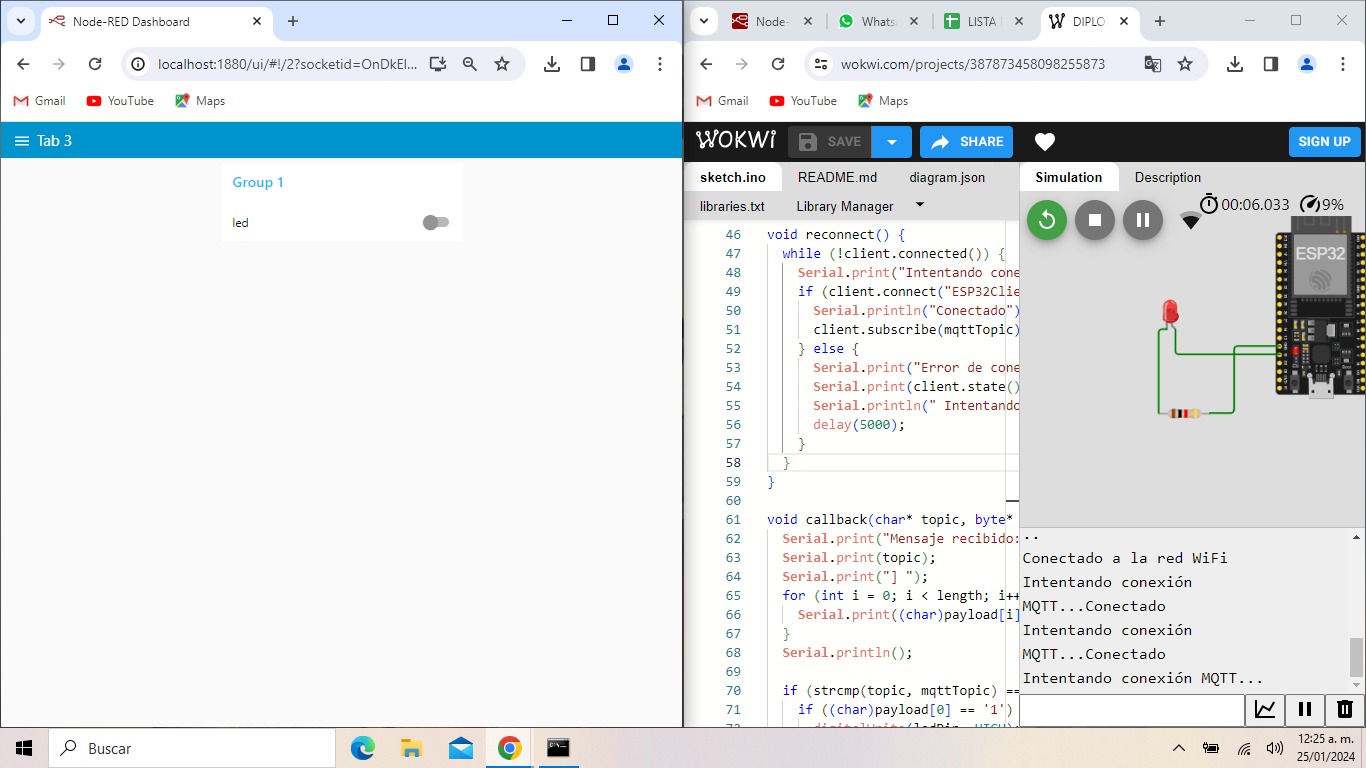 Node-RED Dashboard
localhost:1880/ui/#!/2?socketid=OnDkEl...
Gmail
YouTube
Maps
Tab 3
Group 1
led
Node-
Whats
LISTA
DIPLO
wokwi.com/projects/387873458098255873
Gmail
YouTube
Maps
WOKWi
SAVE
SHARE
SIGN UP
sketch.ino
README.md
diagram.json
libraries.txt
Library Manager
46 void reconnect() {
47 while (!client.connected()) {
48 Serial.print("Intentando cone
49 if (client.connect("ESP32Clie
50 Serial.println("Conectado")
51 client.subscribe(mqttTopic)
52 } else {
53 Serial.print("Error de cone
54 Serial.print(client.state()
55 Serial.println(" Intentando
56 delay(5000);
57 }
58 }
59 }
60
61 void callback(char* topic, byte*
62 Serial.print("Mensaje recibido:
63 Serial.print(topic);
64 Serial.print("] ");
65 for (int i = 0; i < length; i++
66 Serial.print((char)payload[i]
67 }
68 Serial.println();
69
70 if (strcmp(topic, mqttTopic) ==
71 if ((char)payload[0] == '1')
Simulation
Description
00:06.033
9%
ESP32
..
Conectado a la red WiFi
Intentando conexión
MQTT...Conectado
Intentando conexión
MQTT...Conectado
Intentando conexión MQTT...
Buscar
12:25 a. m.
25/01/2024